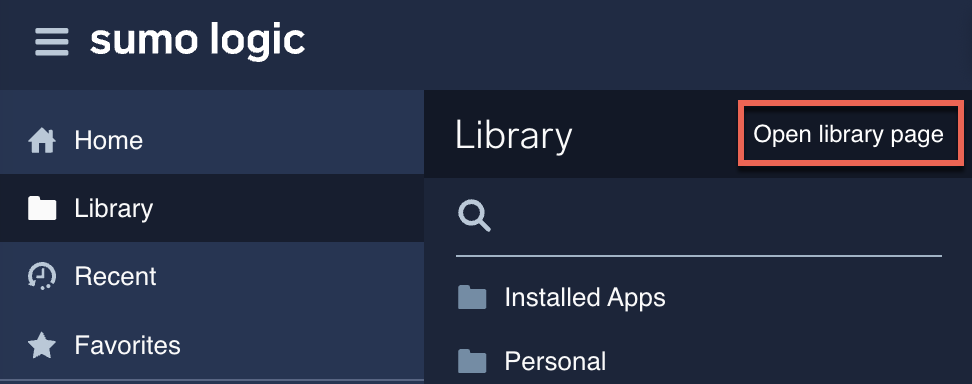 sumo logic
Home
Library
Recent
Favorites
Library
Open library page
Installed Apps
Personal